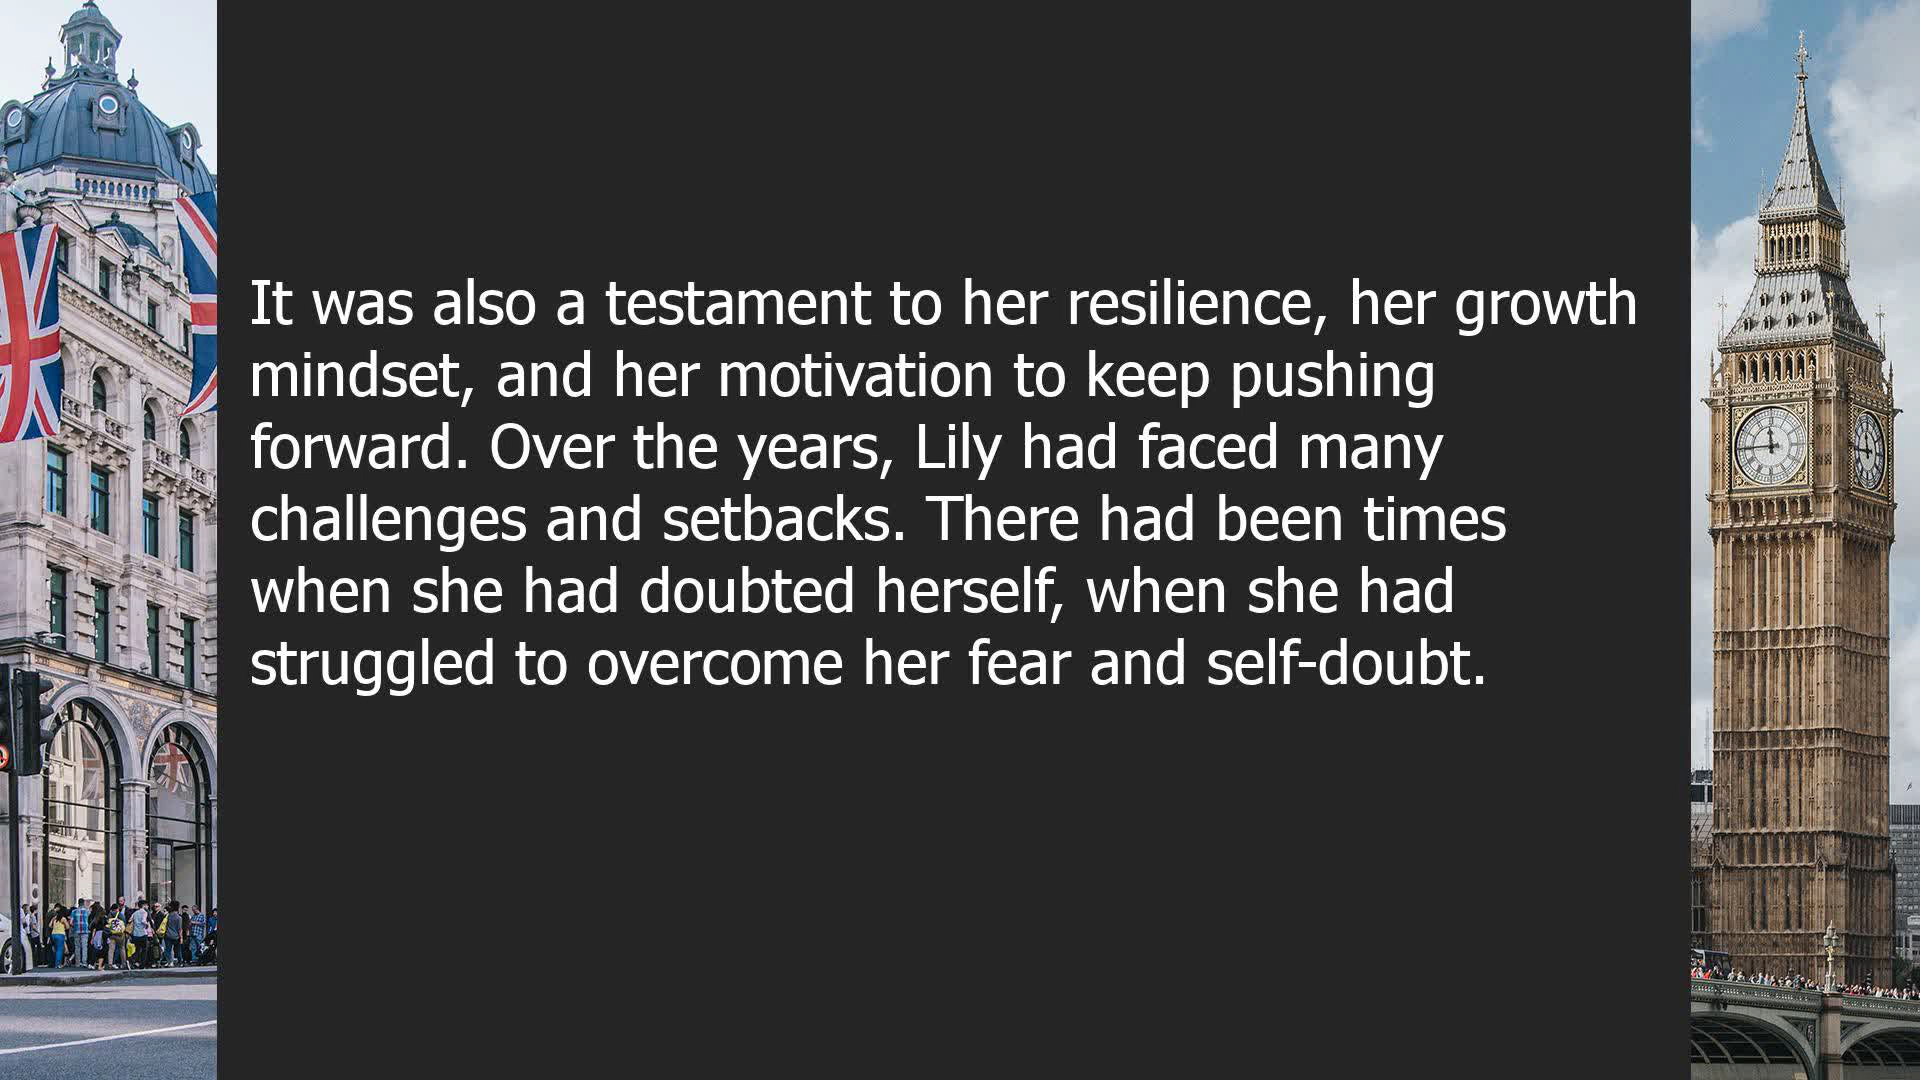 It was also a testament to her resilience, her growth
mindset, and her motivation to keep pushing
forward. Over the years, Lily had faced many
challenges and setbacks. There had been times
when she had doubted herself, when she had
struggled to overcome her fear and self-doubt.